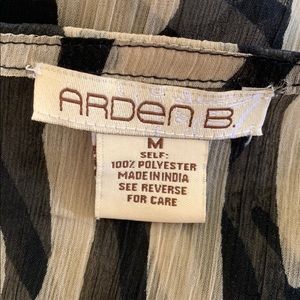 ARDEN B.
M
SELF:
100% POLYESTER
MADE IN INDIA
SEE REVERSE
FOR CARE